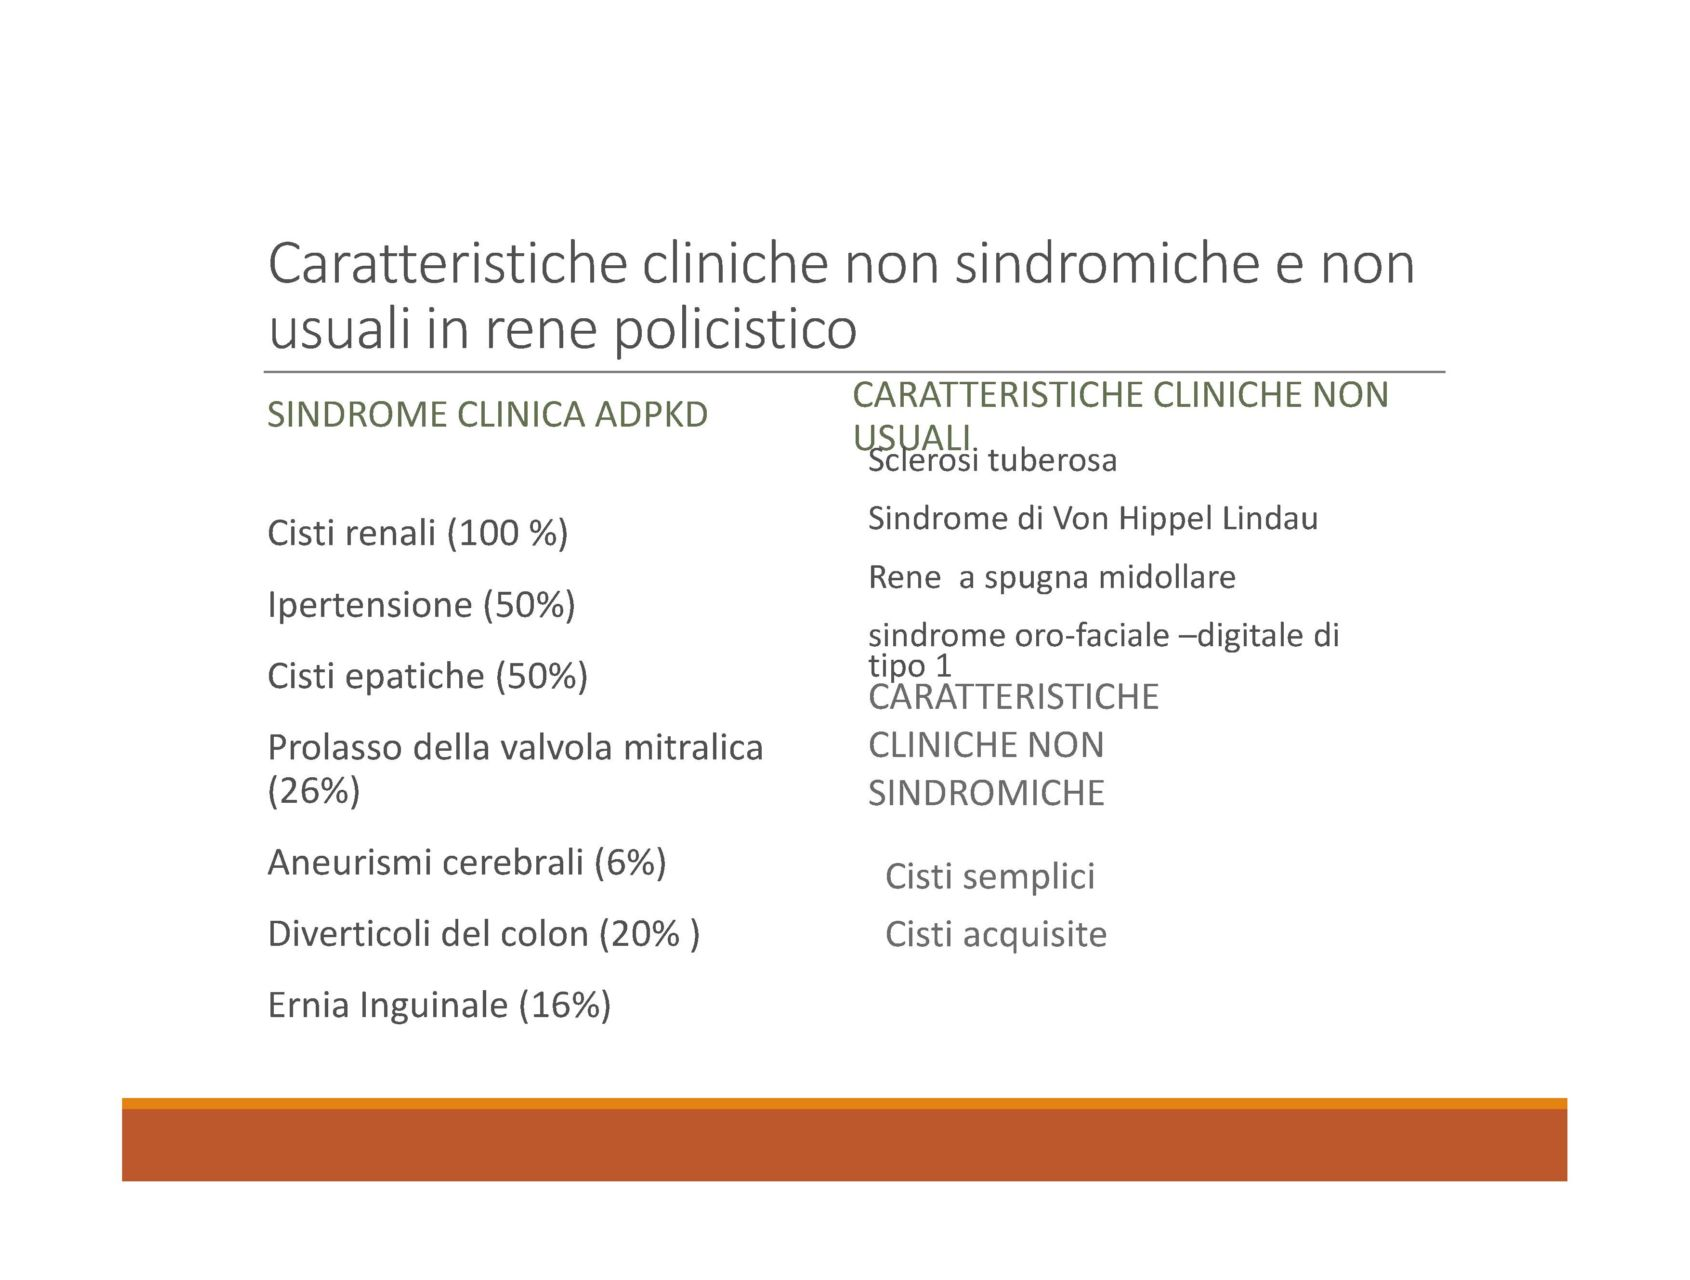 Caratteristiche cliniche non sindromiche e non
usuali in rene policistico
SINDROME CLINICA ADPKD
Cisti renali (100 %)
Ipertensione (50%)
Cisti epatiche (50%)
Prolasso della valvola mitralica
(26%)
Aneurismi cerebrali (6%)
Diverticoli del colon (20% )
Ernia Inguinale (16%)
CARATTERISTICHE CLINICHE NON
USUALI
Sclerosi tuberosa
Sindrome di Von Hippel Lindau
Rene  a spugna midollare
sindrome oro-faciale –digitale di
tipo 1
CARATTERISTICHE
CLINICHE NON
SINDROMICHE
Cisti semplici
Cisti acquisite